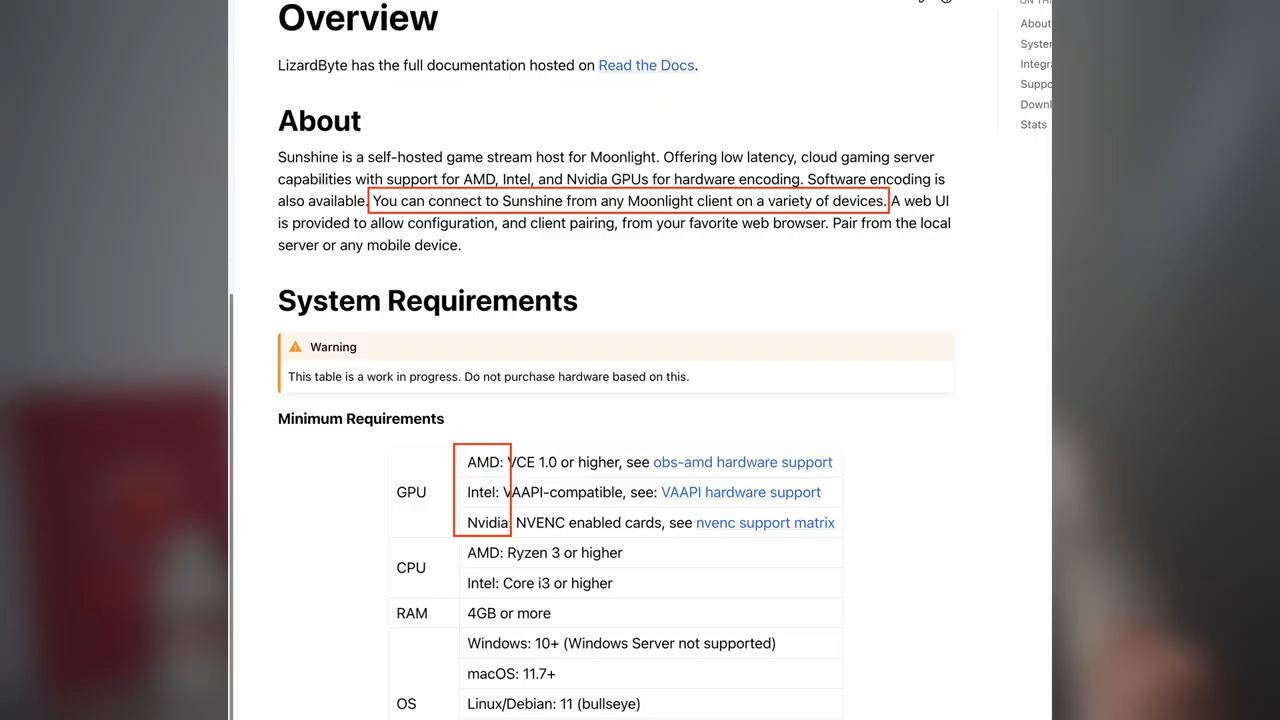 Overview
LizardByte has the full documentation hosted on Read the Docs.
About
Sunshine is a self-hosted game stream host for Moonlight. Offering low latency, cloud gaming server
capabilities with support for AMD, Intel, and Nvidia GPUs for hardware encoding. Software encoding is
also available. You can connect to Sunshine from any Moonlight client on a variety of devices. A web UI
is provided to allow configuration, and client pairing, from your favorite web browser. Pair from the local
server or any mobile device.
System Requirements
Warning
This table is a work in progress. Do not purchase hardware based on this.
Minimum Requirements
GPU
AMD: VCE 1.0 or higher, see obs-amd hardware support
Intel: VAAPI-compatible, see: VAAPI hardware support
Nvidia: NVENC enabled cards, see nvenc support matrix
CPU
AMD: Ryzen 3 or higher
Intel: Core i3 or higher
RAM
4GB or more
OS
Windows: 10+ (Windows Server not supported)
macOS: 11.7+
Linux/Debian: 11 (bullseye)
About
Stats